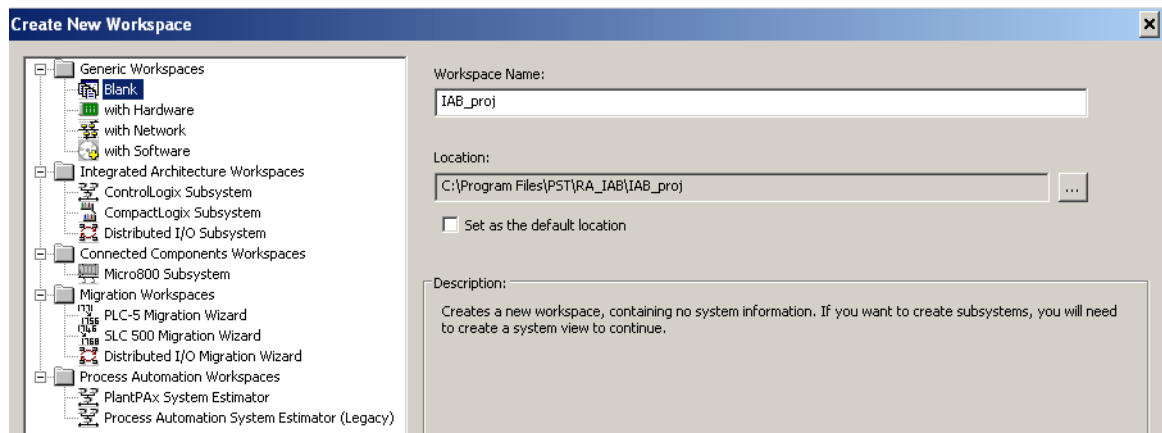 Create New Workspace
Generic Workspaces
Blank
with Hardware
with Network
with Software
Integrated Architecture Workspaces
ControlLogix Subsystem
CompactLogix Subsystem
Distributed I/O Subsystem
Connected Components Workspaces
Micro800 Subsystem
Migration Workspaces
PLC-5 Migration Wizard
SLC 500 Migration Wizard
Distributed I/O Migration Wizard
Process Automation Workspaces
PlantPAx System Estimator
Process Automation System Estimator (Legacy)
Workspace Name:
IAB_proj
Location:
C:\Program Files\PST\RA_IAB\IAB_proj
...
Set as the default location
Description:
Creates a new workspace, containing no system information. If you want to create subsystems, you will need
to create a system view to continue.